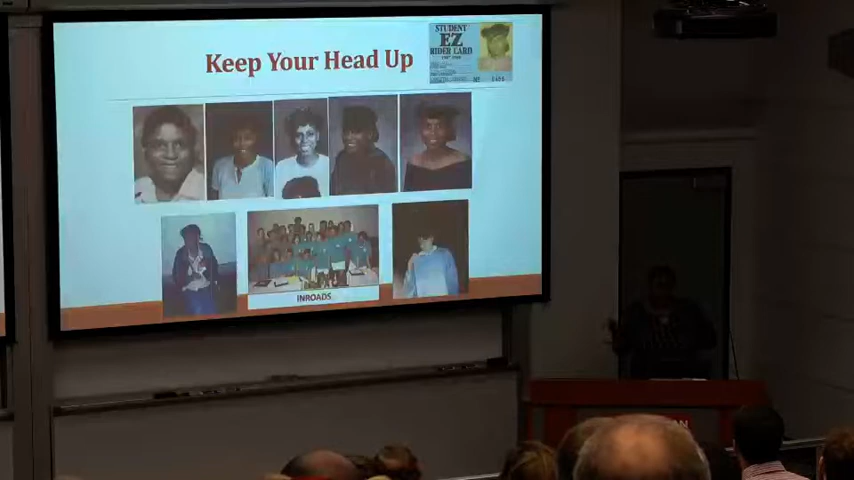 Keep Your Head Up
STUDENT
EZ
RIDER CARD
INROADS